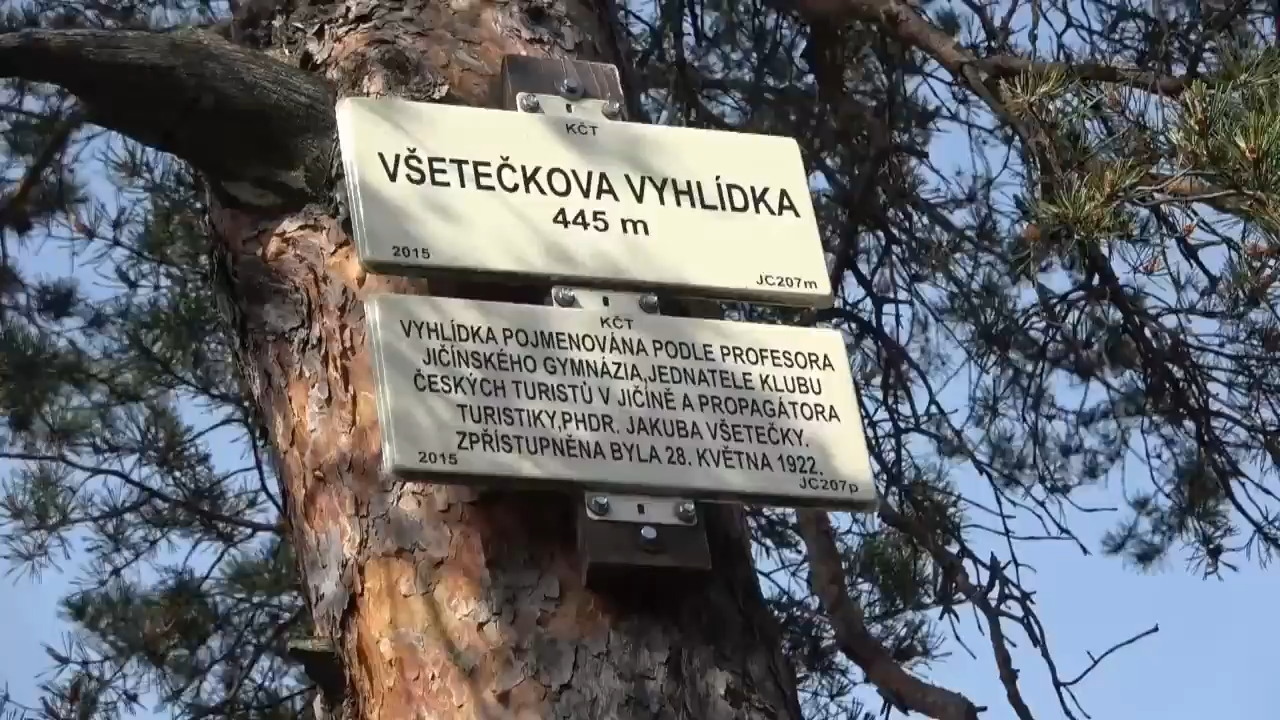 KČT
VŠETEČKOVA VYHLÍDKA
445 m
2015
JC207m
KČT
VYHLÍDKA POJMENOVÁNA PODLE PROFESORA
JIČÍNSKÉHO GYMNÁZIA,JEDNATELE KLUBU
ČESKÝCH TURISTŮ V JIČÍNĚ A PROPAGÁTORA
TURISTIKY,PHDR. JAKUBA VŠETEČKY.
ZPŘÍSTUPNĚNA BYLA 28. KVĚTNA 1922.
2015
JC207p